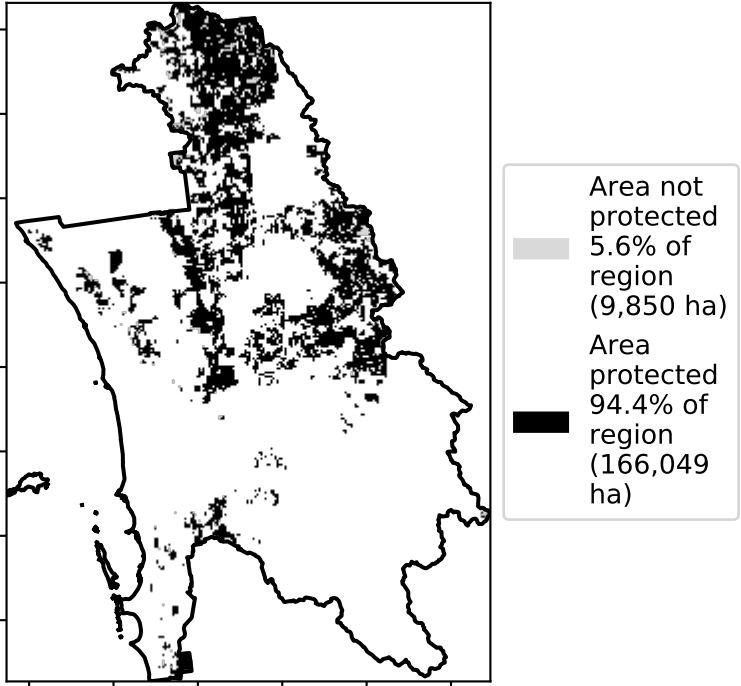 Area not
protected
5.6% of
region
(9,850 ha)
Area
protected
94.4% of
region
(166,049
ha)